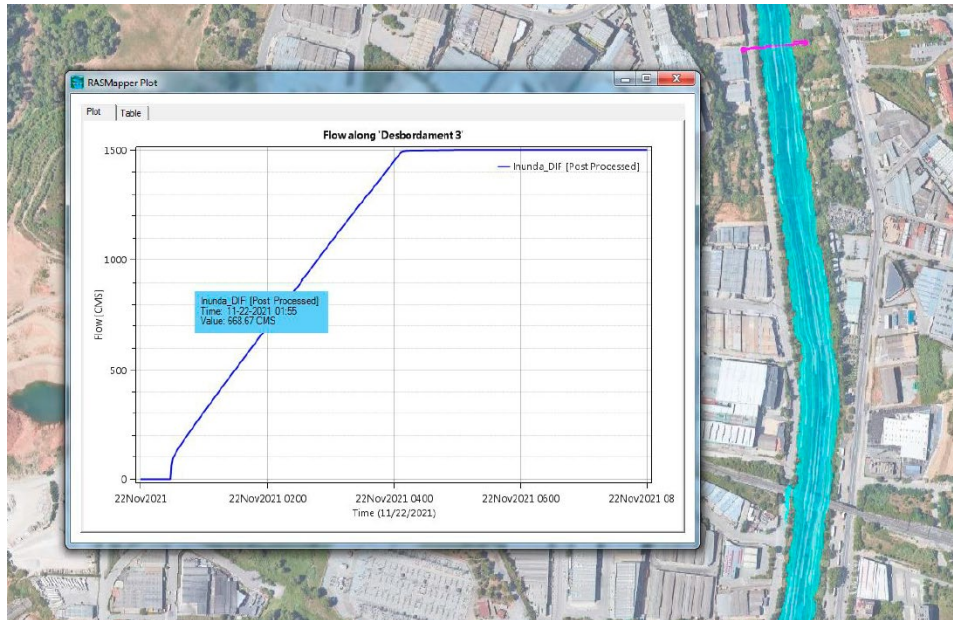 RASMapper Plot
Plot
Table
Flow along 'Desbordament 3'
Inunda_DIF [Post Processed]
1500
1000
500
0
Flow [CMS]
Inunda_DIF [Post Processed]
Time: 11-22-2021 01:55
Value: 668.67 CMS
22Nov2021
22Nov2021 0200
22Nov2021 0400
22Nov2021 0600
22Nov2021 08
Time (11/22/2021)